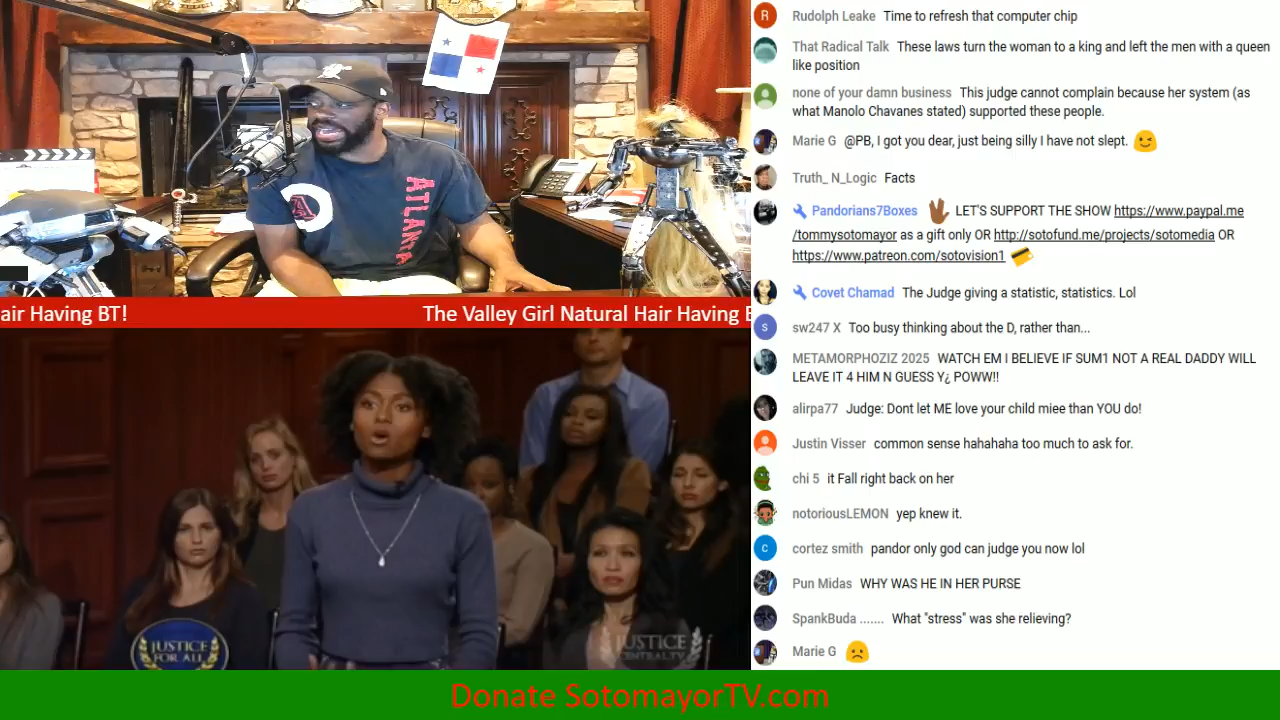 ATLANTA
A
air Having BT!
The Valley Girl Natural Hair Having
JUSTICE
FOR ALL
JUSTICE
CENTRAL.TV
R Rudolph Leake Time to refresh that computer chip
That Radical Talk These laws turn the woman to a king and left the men with a queen
like position
none of your damn business This judge cannot complain because her system (as
what Manolo Chavanes stated) supported these people.
Marie G @PB, I got you dear, just being silly I have not slept. 😉
Truth_ N_Logic Facts
Pandorians7Boxes 🖖🏾 LET'S SUPPORT THE SHOW https://www.paypal.me
/tommysotomayor as a gift only OR http://sotofund.me/projects/sotomedia OR
https://www.patreon.com/sotovision1 💳
Covet Chamad The Judge giving a statistic, statistics. Lol
s sw247 X Too busy thinking about the D, rather than...
METAMORPHOZIZ 2025 WATCH EM I BELIEVE IF SUM1 NOT A REAL DADDY WILL
LEAVE IT 4 HIM N GUESS Y¿ POWW!!
alirpa77 Judge: Dont let ME love your child miee than YOU do!
Justin Visser common sense hahahaha too much to ask for.
chi 5 it Fall right back on her
notoriousLEMON yep knew it.
c cortez smith pandor only god can judge you now lol
Pun Midas WHY WAS HE IN HER PURSE
SpankBuda ....... What "stress" was she relieving?
Marie G 🙁
Donate SotomayorTV.com